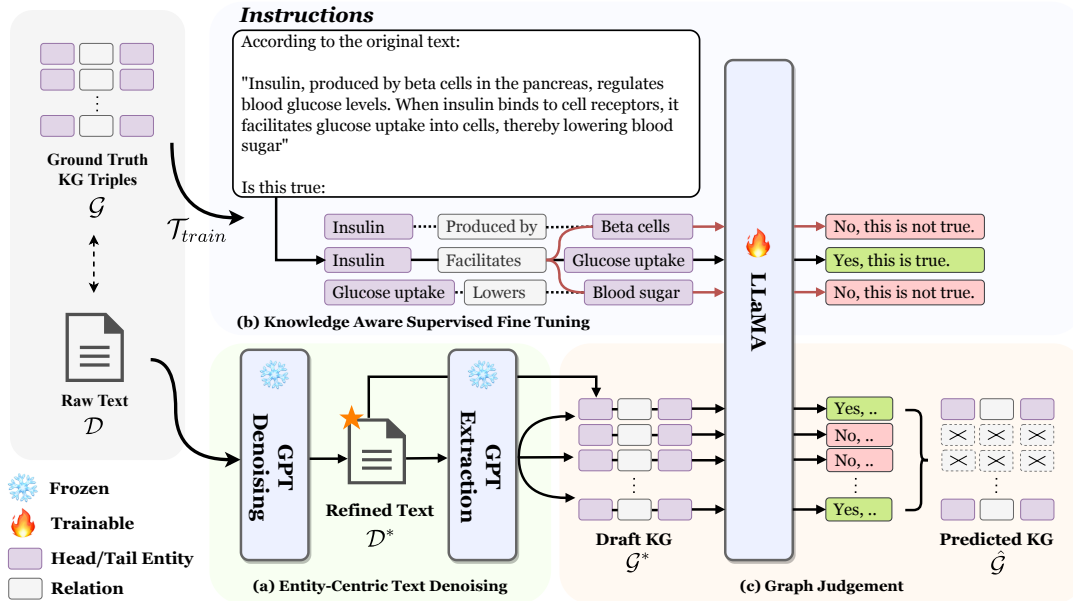 Instructions
According to the original text:
"Insulin, produced by beta cells in the pancreas, regulates
blood glucose levels. When insulin binds to cell receptors, it
facilitates glucose uptake into cells, thereby lowering blood
sugar"
Is this true:
Ground Truth
KG Triples
𝒢
𝒯train
Raw Text
𝒟
Insulin Produced by Beta cells No, this is not true.
Insulin Facilitates Glucose uptake Yes, this is true.
Glucose uptake Lowers Blood sugar No, this is not true.
(b) Knowledge Aware Supervised Fine Tuning
LLaMA
GPT
Denoising
Refined Text
𝒟*
GPT
Extraction
(a) Entity-Centric Text Denoising
Draft KG
𝒢*
Yes, ..
No, ..
No, ..
Yes, ..
Predicted KG
𝒢̂
(c) Graph Judgement
Frozen
Trainable
Head/Tail Entity
Relation